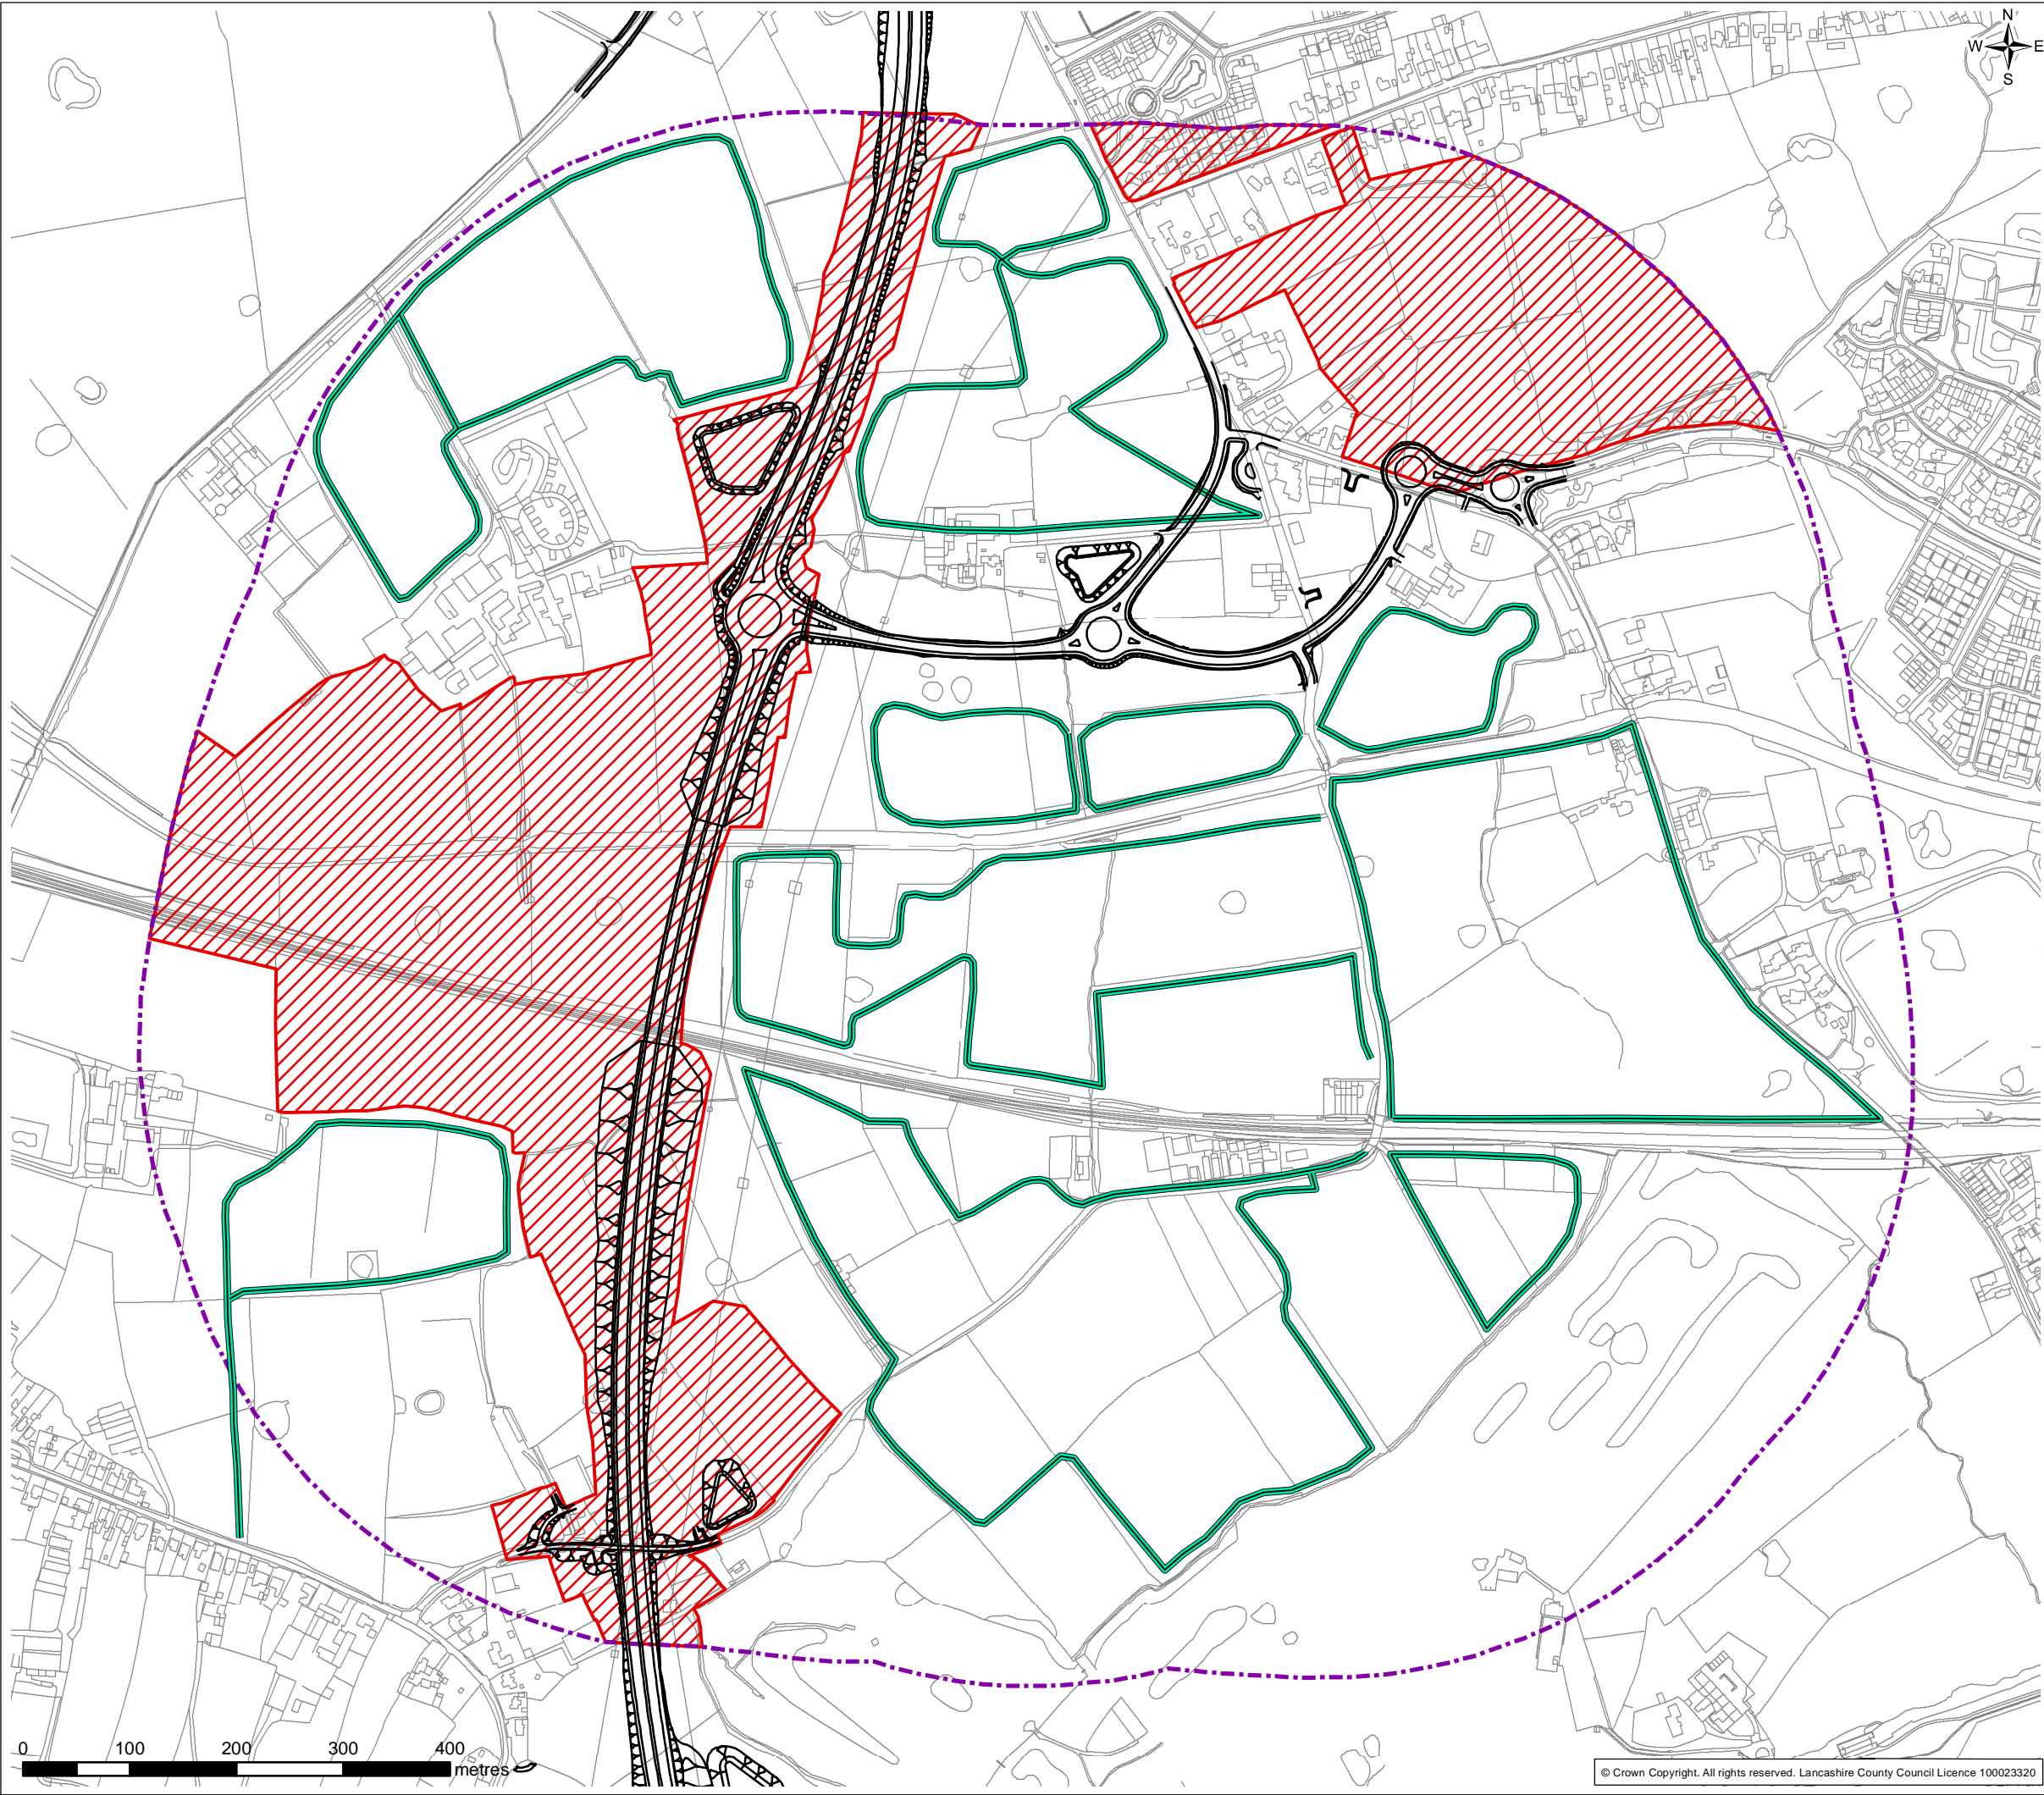 N
W E
S
0 100 200 300 400
metres
© Crown Copyright. All rights reserved. Lancashire County Council Licence 100023320